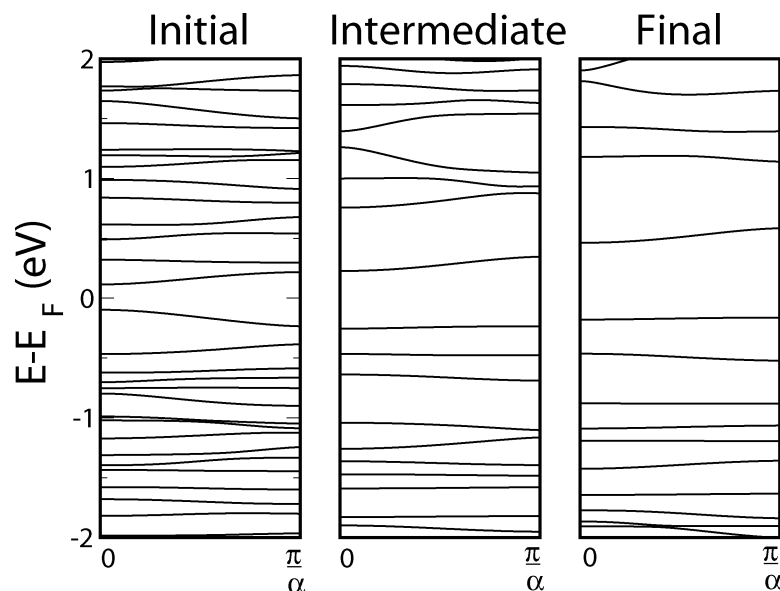 Initial Intermediate Final
E-E F (eV)
2
1
0
-1
-2
0 π/α 0 π/α 0 π/α